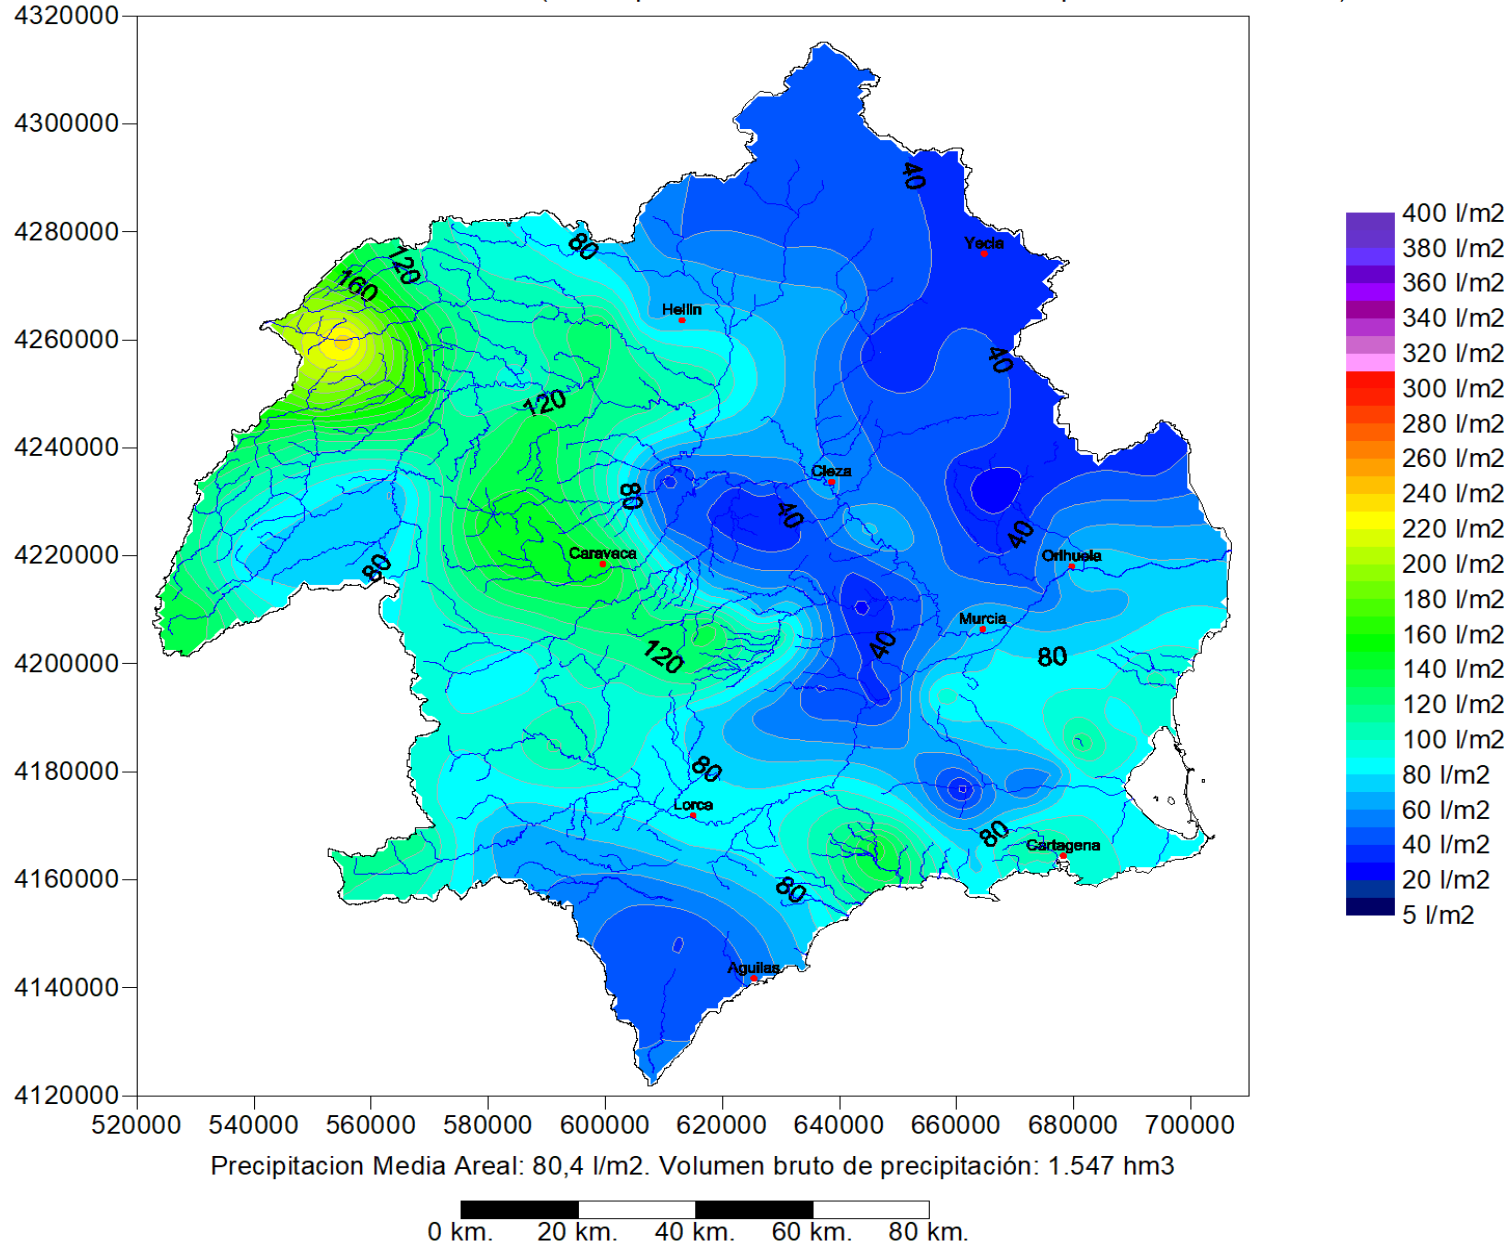 4320000
4300000
4280000
4260000
4240000
4220000
4200000
4180000
4160000
4140000
4120000
520000 540000 560000 580000 600000 620000 640000 660000 680000 700000
40
Yecla
80
120
160
Hellin
40
120
Cieza
80
40
40
Caravaca
Orihuela
80
Murcia
40
120
80
80
Lorca
80
Cartagena
80
Aguilas
400 l/m2
380 l/m2
360 l/m2
340 l/m2
320 l/m2
300 l/m2
280 l/m2
260 l/m2
240 l/m2
220 l/m2
200 l/m2
180 l/m2
160 l/m2
140 l/m2
120 l/m2
100 l/m2
80 l/m2
60 l/m2
40 l/m2
20 l/m2
5 l/m2
Precipitacion Media Areal: 80,4 l/m2. Volumen bruto de precipitación: 1.547 hm3
0 km. 20 km. 40 km. 60 km. 80 km.